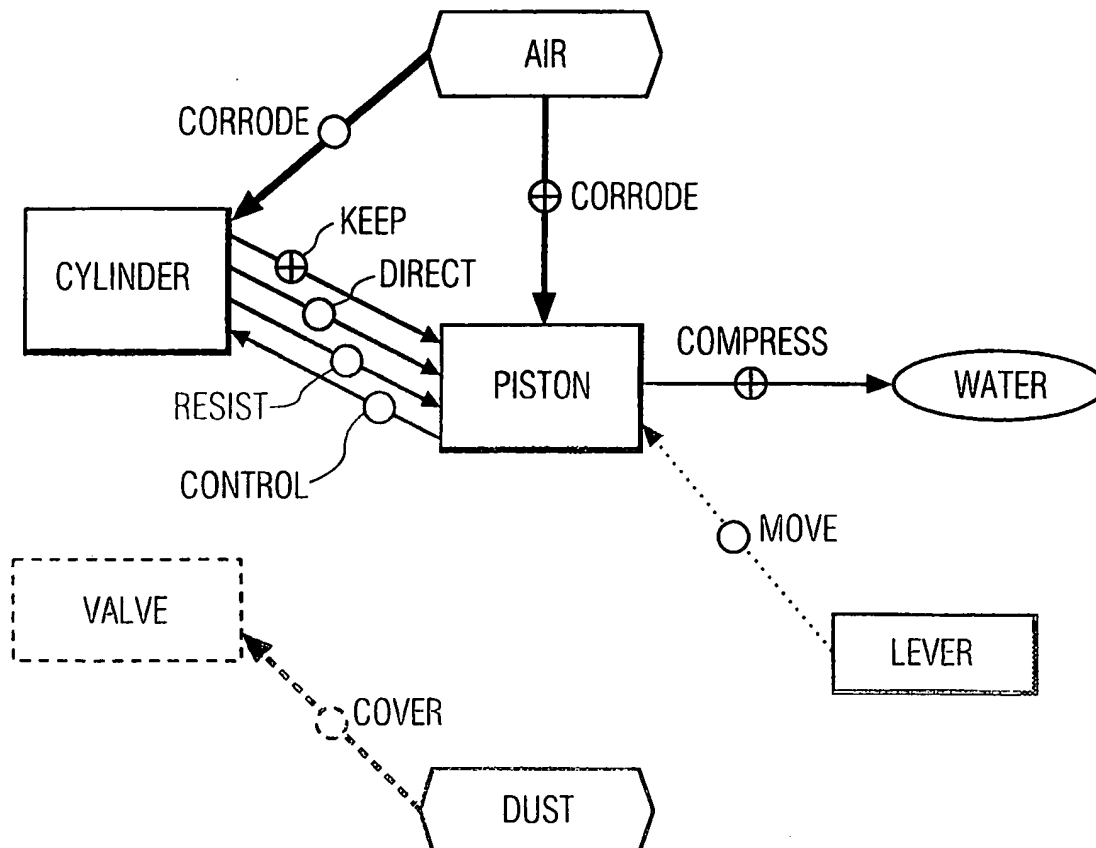 AIR
CORRODE
CORRODE
KEEP
CYLINDER
DIRECT
COMPRESS
PISTON
WATER
RESIST
CONTROL
MOVE
VALVE
LEVER
COVER
DUST